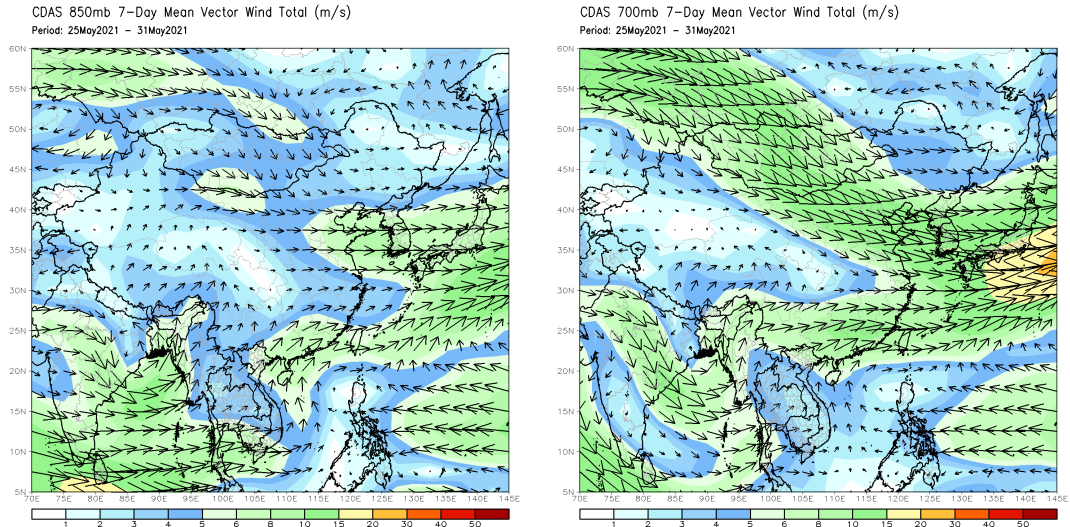 CDAS 850mb 7-Day Mean Vector Wind Total (m/s)
Period: 25May2021 - 31May2021
60N
55N
50N
45N
40N
35N
30N
25N
20N
15N
10N
5N
70E 75E 80E 85E 90E 95E 100E 105E 110E 115E 120E 125E 130E 135E 140E 145E
1 2 3 4 5 6 8 10 15 20 30 40 50
CDAS 700mb 7-Day Mean Vector Wind Total (m/s)
Period: 25May2021 - 31May2021
60N
55N
50N
45N
40N
35N
30N
25N
20N
15N
10N
5N
70E 75E 80E 85E 90E 95E 100E 105E 110E 115E 120E 125E 130E 135E 140E 145E
1 2 3 4 5 6 8 10 15 20 30 40 50